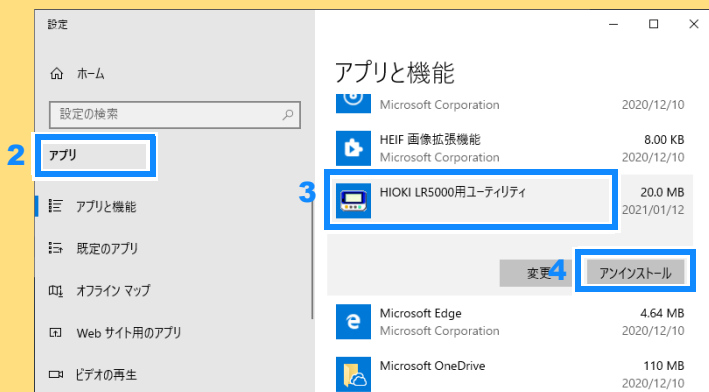 設定
ホーム
設定の検索
2
アプリ
アプリと機能
既定のアプリ
オフライン マップ
Web サイト用のアプリ
ビデオの再生
アプリと機能
Microsoft Corporation 2020/12/10
HEIF 画像拡張機能 8.00 KB
Microsoft Corporation 2020/12/10
3
HIOKI LR5000用ユーティリティ 20.0 MB
2021/01/12
変更
4
アンインストール
Microsoft Edge 4.64 MB
Microsoft Corporation 2020/12/10
Microsoft OneDrive 110 MB
2020/12/10